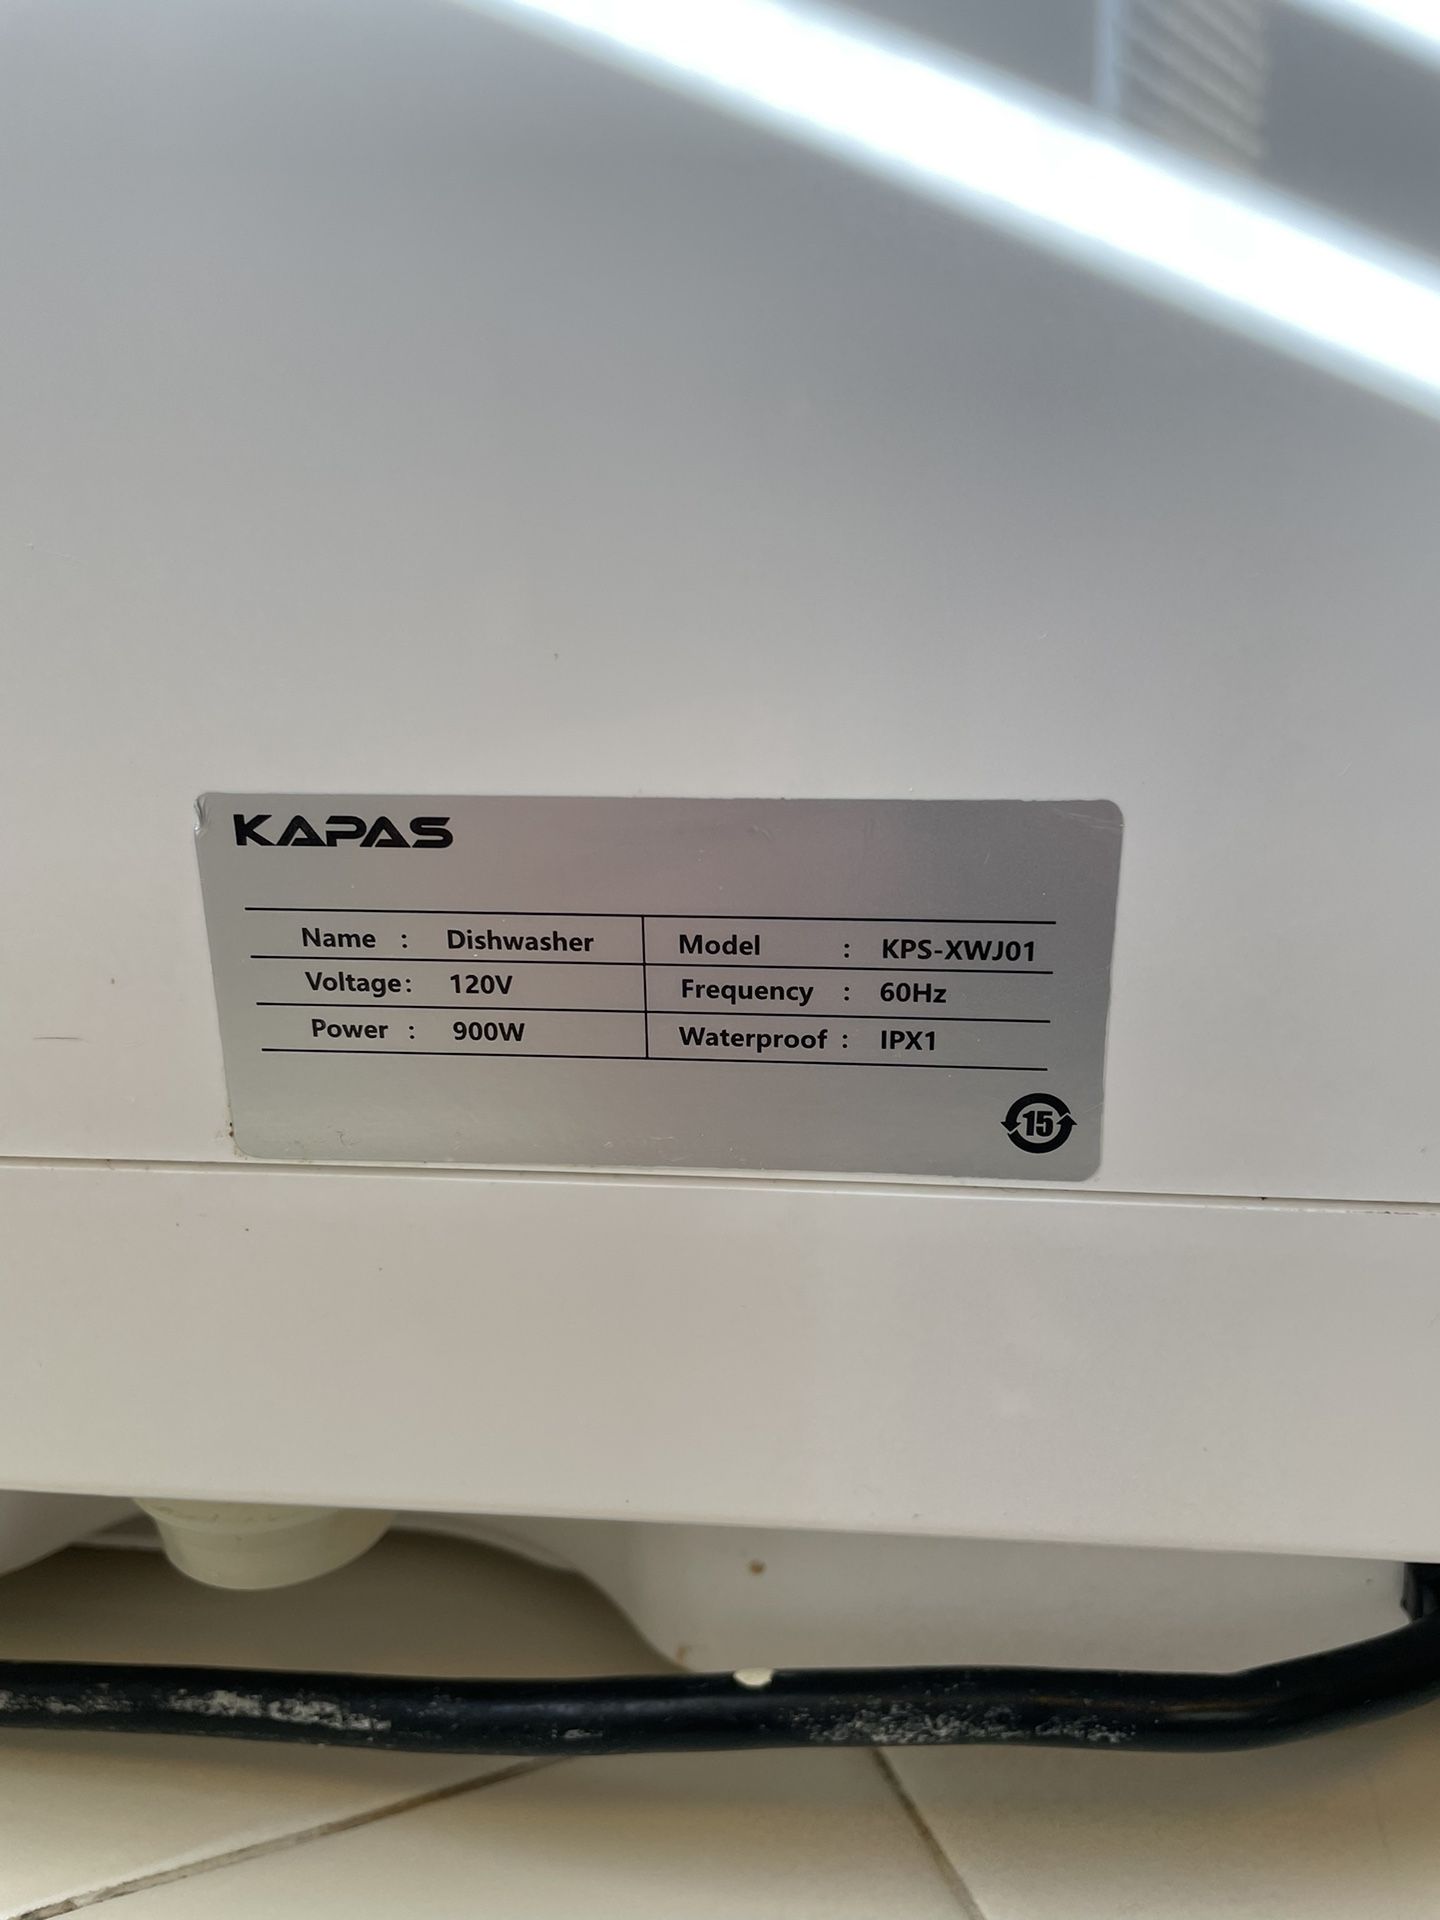 KAPAS
Name : Dishwasher Model : KPS-XWJ01
Voltage: 120V Frequency : 60Hz
Power : 900W Waterproof : IPX1
15